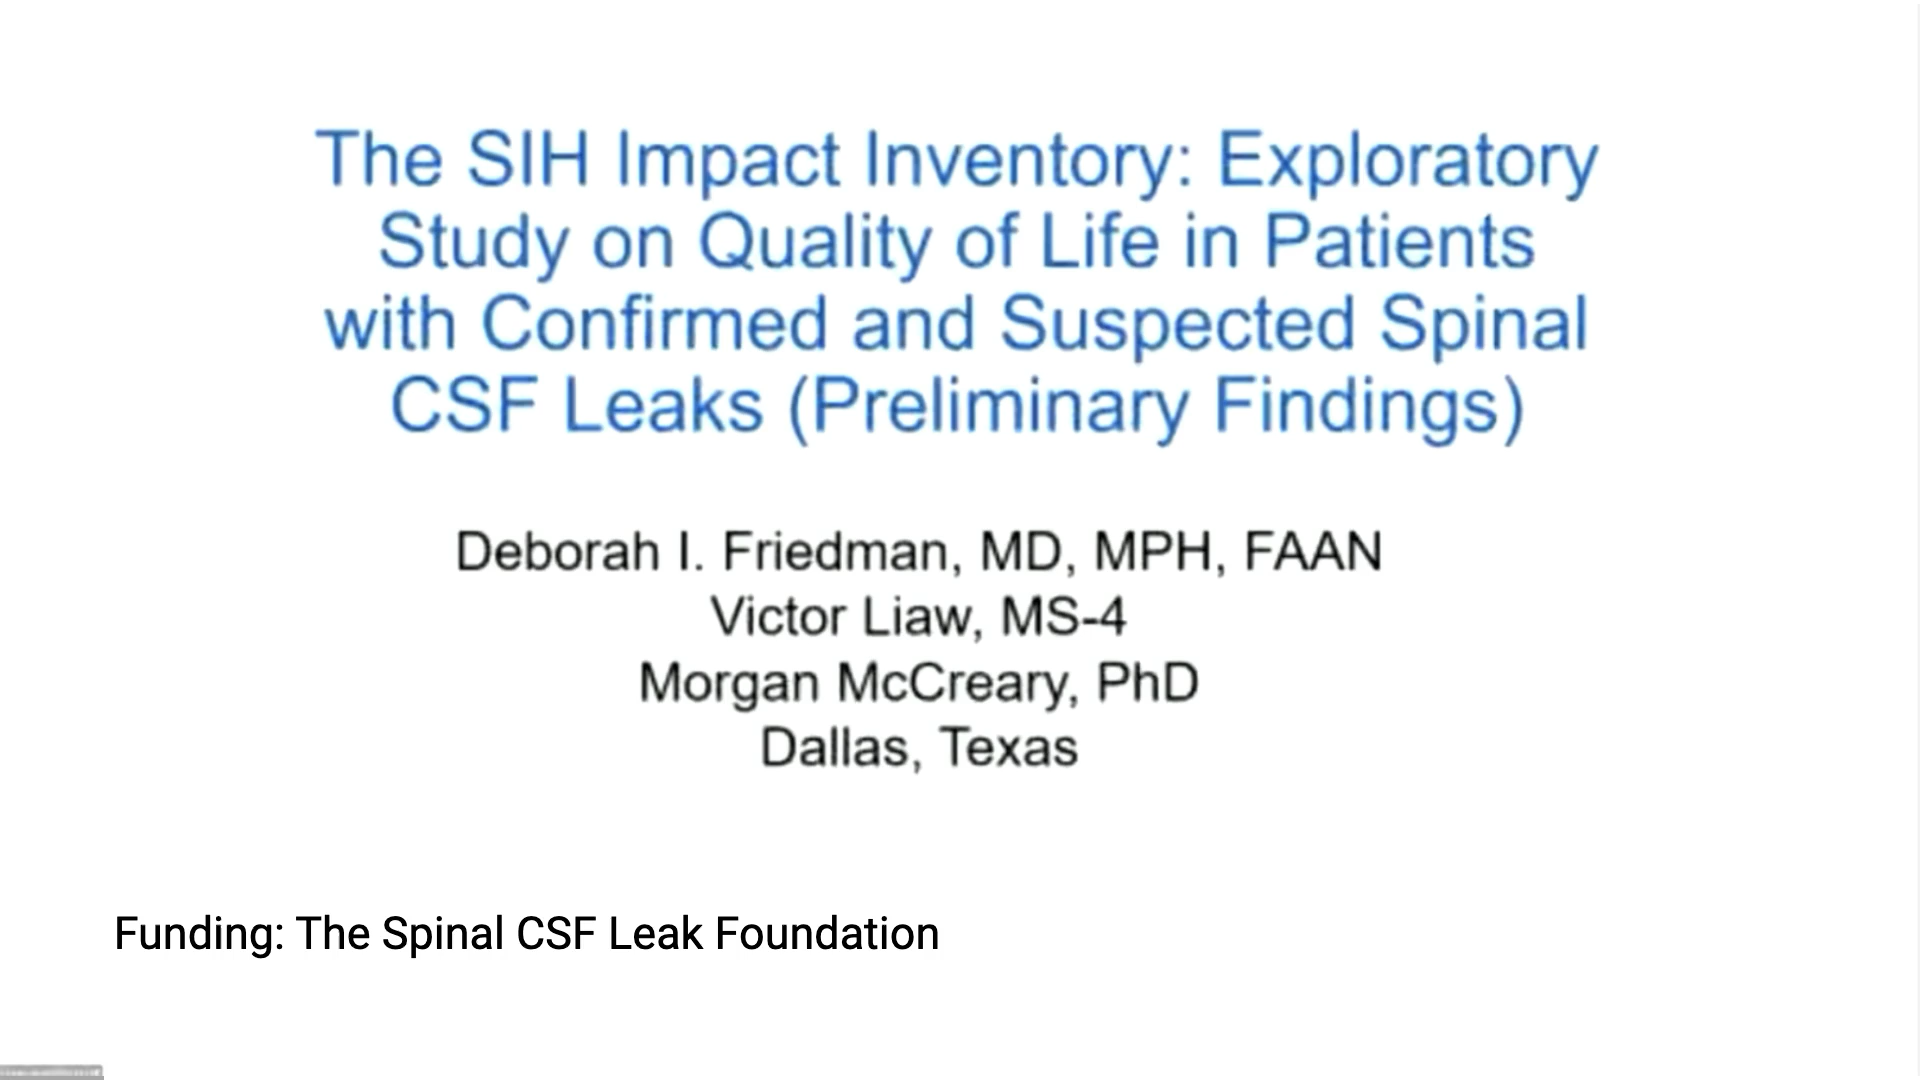 The SIH Impact Inventory: Exploratory
Study on Quality of Life in Patients
with Confirmed and Suspected Spinal
CSF Leaks (Preliminary Findings)
Deborah I. Friedman, MD, MPH, FAAN
Victor Liaw, MS-4
Morgan McCreary, PhD
Dallas, Texas
Funding: The Spinal CSF Leak Foundation